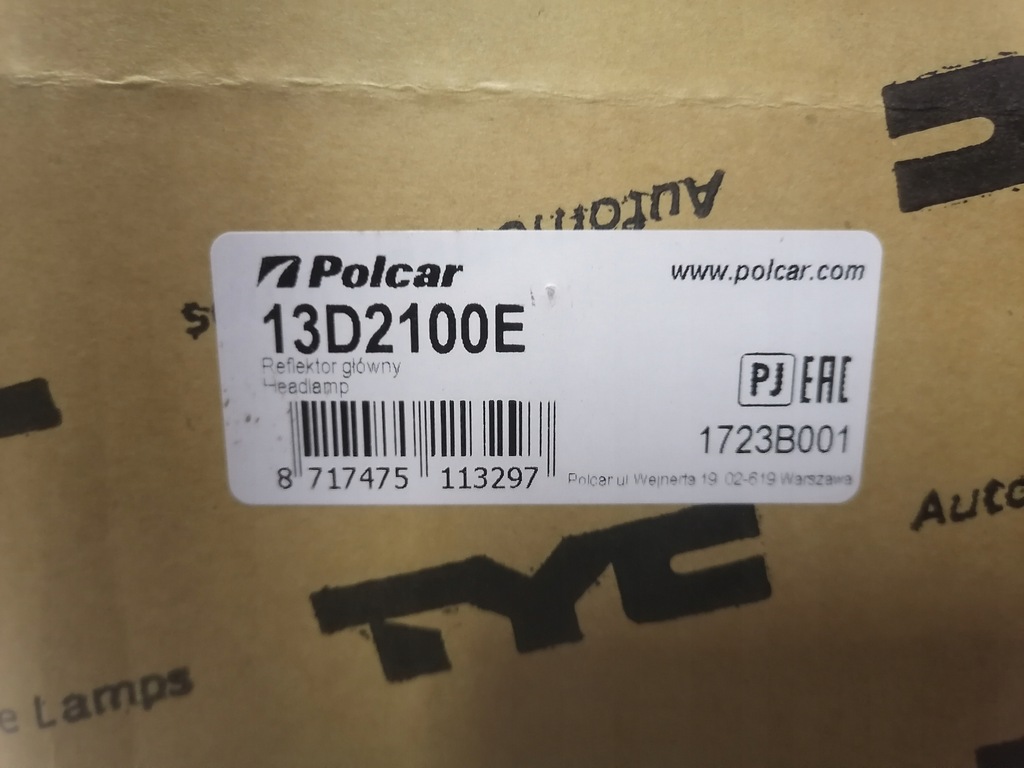 Automo
Polcar
www.polcar.com
13D2100E
Reflektor główny
Headlamp
PJ EAC
1723B001
8 717475 113297
Polcar ul Wejnerta 19 02-619 Warszawa
Auto
TYC
e Lamps